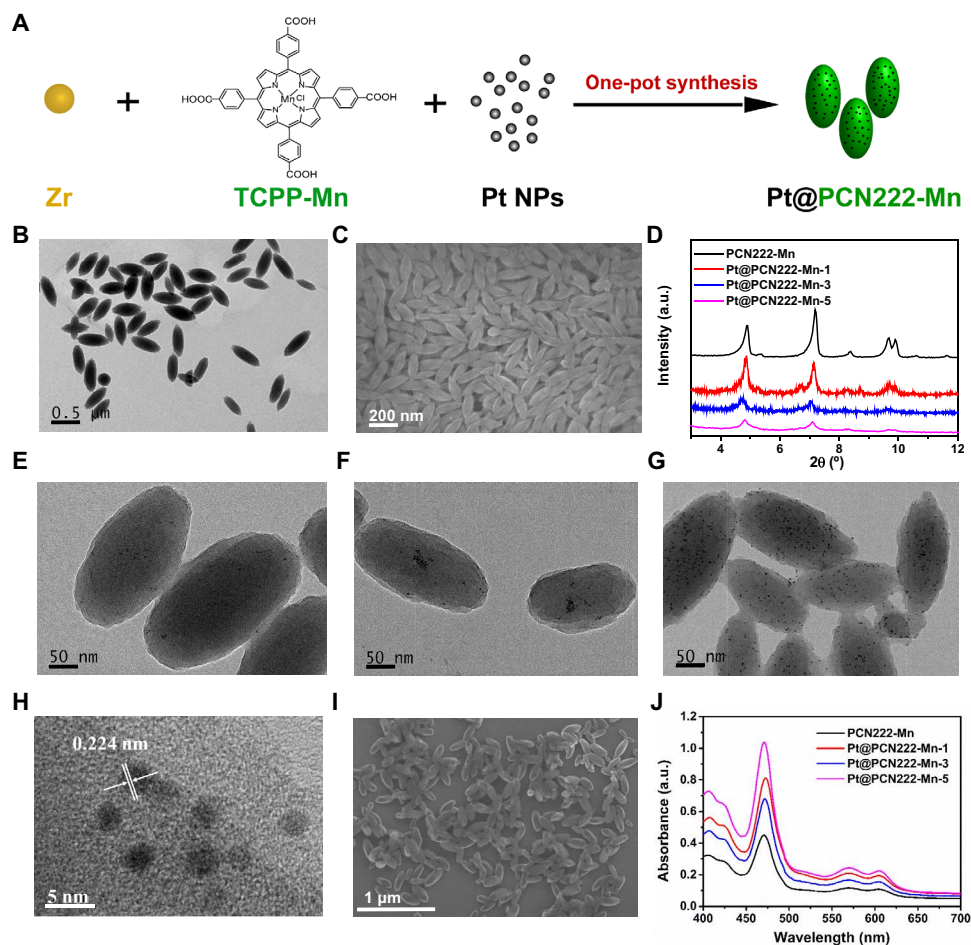 A
COOH
HOOC
COOH
COOH
N
N
N
N
Mn
Cl
+
+
One-pot synthesis
Zr
TCPP-Mn
Pt NPs
Pt@PCN222-Mn
B
0.5 μm
C
200 nm
D
PCN222-Mn
Pt@PCN222-Mn-1
Pt@PCN222-Mn-3
Pt@PCN222-Mn-5
Intensity (a.u.)
4 6 8 10 12
2θ (º)
E
50 nm
F
50 nm
G
50 nm
H
0.224 nm
5 nm
I
1 μm
J
PCN222-Mn
Pt@PCN222-Mn-1
Pt@PCN222-Mn-3
Pt@PCN222-Mn-5
Absorbance (a.u.)
1.2
1.0
0.8
0.6
0.4
0.2
0.0
400 450 500 550 600 650 700
Wavelength (nm)